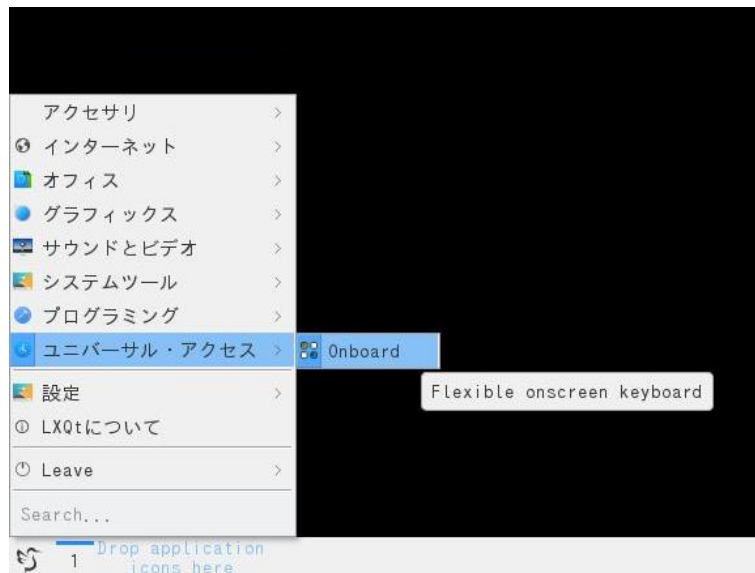 アクセサリ
インターネット
オフィス
グラフィックス
サウンドとビデオ
システムツール
プログラミング
ユニバーサル・アクセス
Onboard
Flexible onscreen keyboard
設定
LXQtについて
Leave
Search...
1
Drop application
icons here